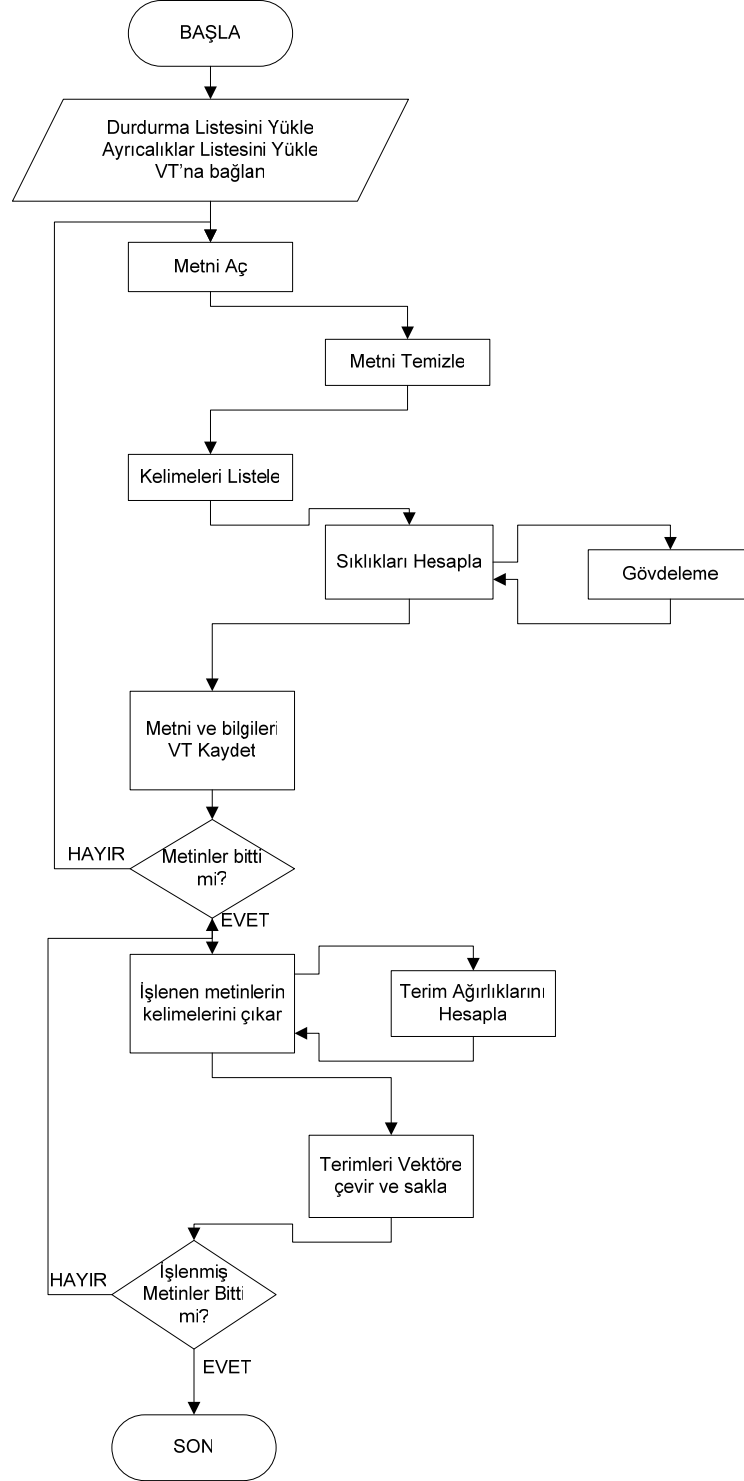 BAŞLA
Durdurma Listesini Yükle
Ayrıcalıklar Listesini Yükle
VT'na bağlan
Metni Aç
Metni Temizle
Kelimeleri Listele
Sıklıkları Hesapla
Gövdeleme
Metni ve bilgileri
VT Kaydet
HAYIR
Metinler bitti
mi?
EVET
İşlenen metinlerin
kelimelerini çıkar
Terim Ağırlıklarını
Hesapla
Terimleri Vektöre
çevir ve sakla
HAYIR
İşlenmiş
Metinler Bitti
mi?
EVET
SON